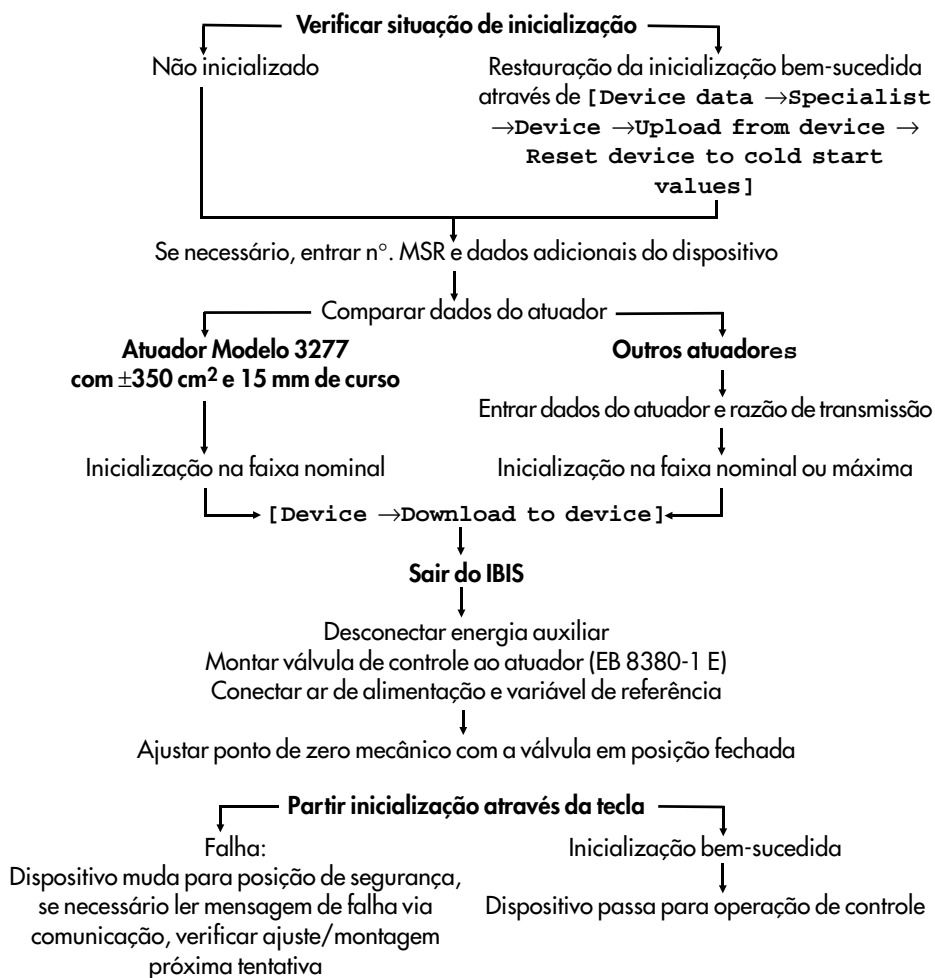 Verificar situação de inicialização
Não inicializado
Restauração da inicialização bem-sucedida
através de [Device data →Specialist
→Device →Upload from device →
Reset device to cold start
values]
Se necessário, entrar n°. MSR e dados adicionais do dispositivo
Comparar dados do atuador
Atuador Modelo 3277
com ±350 cm² e 15 mm de curso
Outros atuadores
Entrar dados do atuador e razão de transmissão
Inicialização na faixa nominal
Inicialização na faixa nominal ou máxima
[Device →Download to device]
Sair do IBIS
Desconectar energia auxiliar
Montar válvula de controle ao atuador (EB 8380-1 E)
Conectar ar de alimentação e variável de referência
Ajustar ponto de zero mecânico com a válvula em posição fechada
Partir inicialização através da tecla
Falha:
Dispositivo muda para posição de segurança,
se necessário ler mensagem de falha via
comunicação, verificar ajuste/montagem
próxima tentativa
Inicialização bem-sucedida
Dispositivo passa para operação de controle